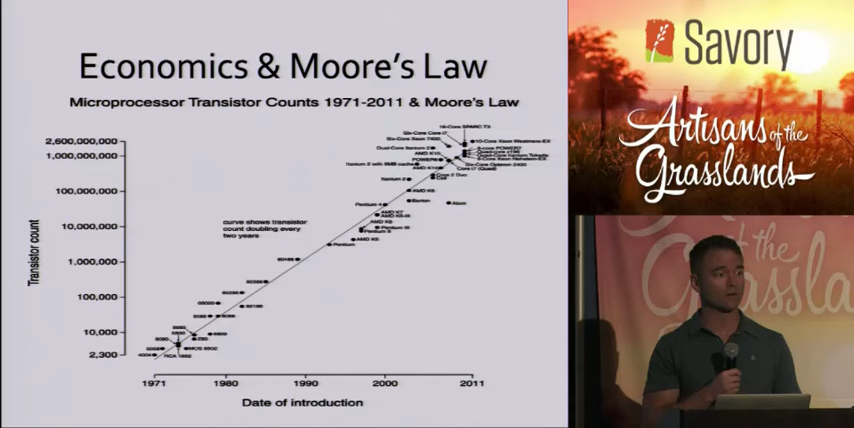 Economics & Moore's Law
Microprocessor Transistor Counts 1971-2011 & Moore's Law
Transistor count
2,600,000,000
1,000,000,000
100,000,000
10,000,000
1,000,000
100,000
10,000
2,300
curve shows transistor
count doubling every
two years
16-Core SPARC T3
Six-Core Core i7
Six-Core Xeon 7400
10-Core Xeon Westmere-EX
Dual-Core Itanium 2
8-core POWER7
Quad-core z196
AMD K10
Quad-Core Itanium Tukwila
8-Core Xeon Nehalem-EX
POWER6
Itanium 2 with 9MB cache
Six-Core Opteron 2400
AMD K10
Core i7 (Quad)
Core 2 Duo
Cell
Itanium 2
AMD K8
Pentium 4
Barton
Atom
AMD K7
AMD K6-III
AMD K6
Pentium III
Pentium II
AMD K5
Pentium
80486
80386
80286
68000
80186
8086
8088
8085
6800
6809
8080
Z80
8008
MOS 6502
4004
RCA 1802
1971
1980
1990
2000
2011
Date of introduction
Savory
Artisans of the
Grasslands
the
Grassla